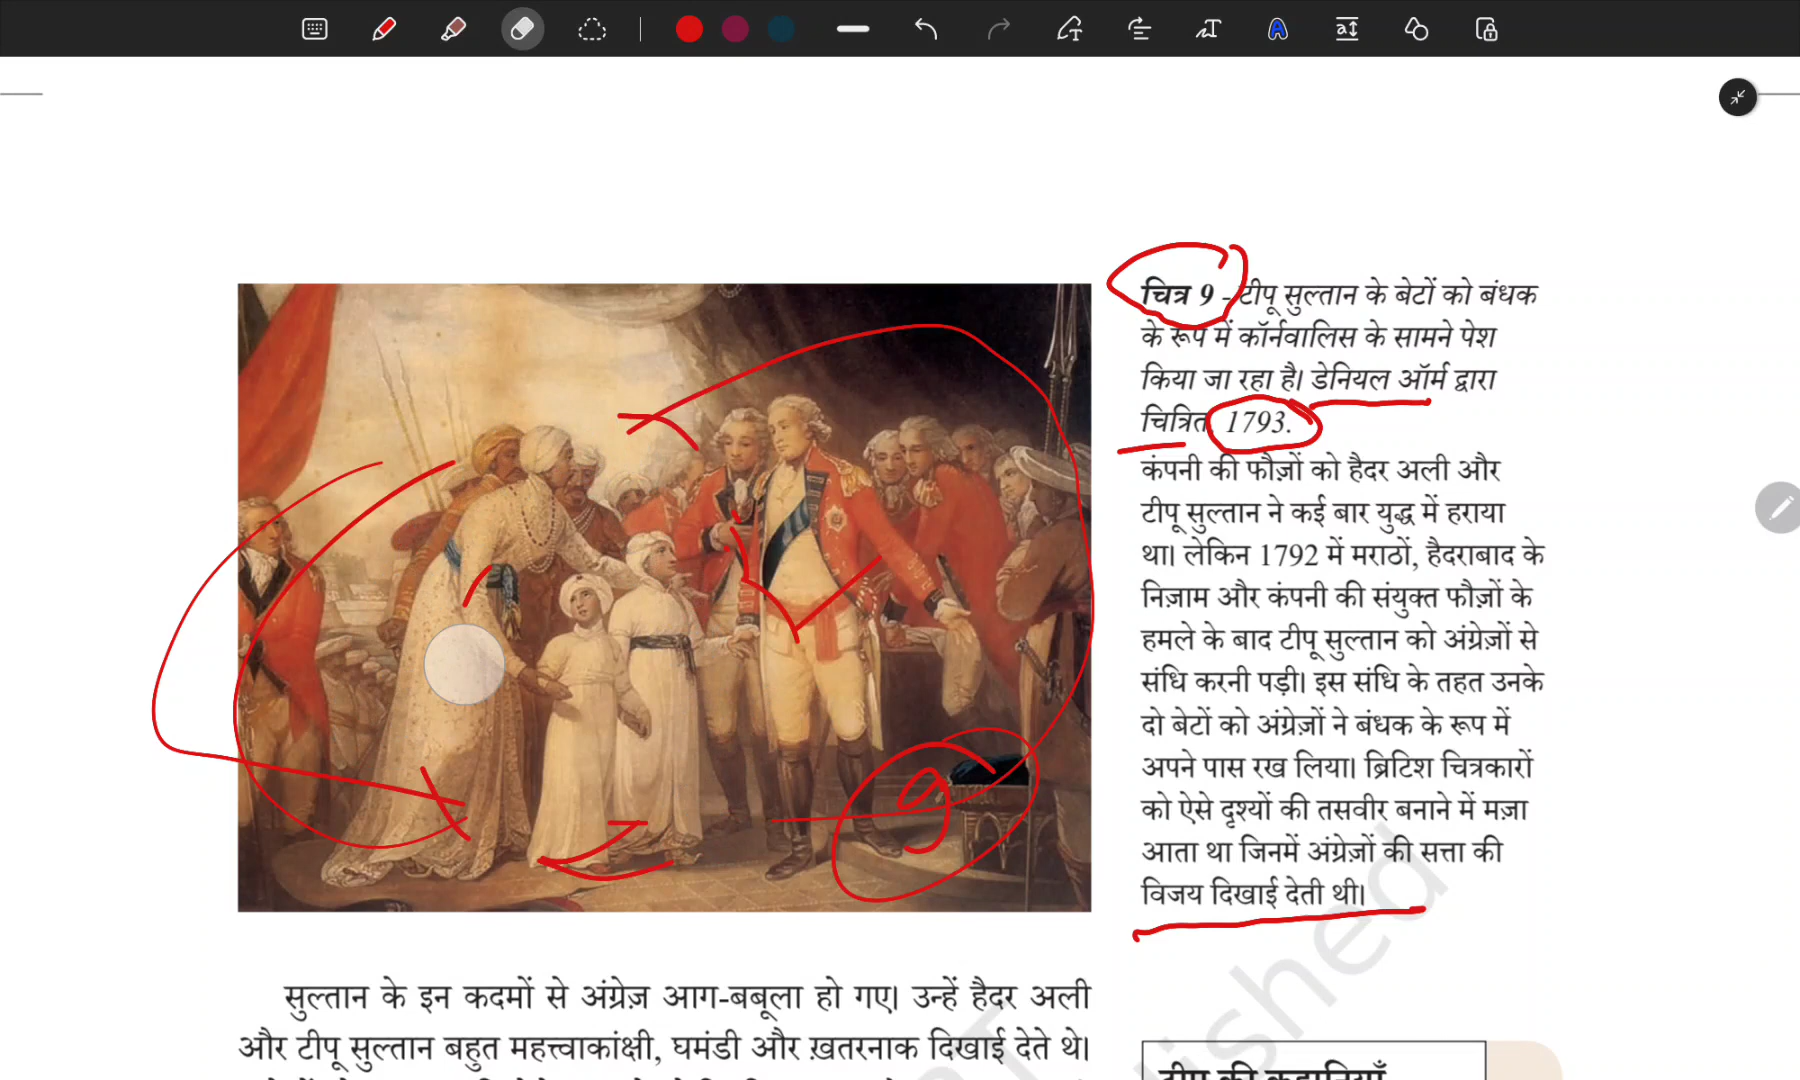 चित्र 9 - टीपू सुल्तान के बेटों को बंधक
के रूप में कॉर्नवालिस के सामने पेश
किया जा रहा है। डेनियल ऑर्म द्वारा
चित्रित 1793.
कंपनी की फौज़ों को हैदर अली और
टीपू सुल्तान ने कई बार युद्ध में हराया
था। लेकिन 1792 में मराठों, हैदराबाद के
निज़ाम और कंपनी की संयुक्त फौज़ों के
हमले के बाद टीपू सुल्तान को अंग्रेज़ों से
संधि करनी पड़ी। इस संधि के तहत उनके
दो बेटों को अंग्रेज़ों ने बंधक के रूप में
अपने पास रख लिया। ब्रिटिश चित्रकारों
को ऐसे दृश्यों की तसवीर बनाने में मज़ा
आता था जिनमें अंग्रेज़ों की सत्ता की
विजय दिखाई देती थी।
9
सुल्तान के इन कदमों से अंग्रेज़ आग-बबूला हो गए। उन्हें हैदर अली
और टीपू सुल्तान बहुत महत्त्वाकांक्षी, घमंडी और ख़तरनाक दिखाई देते थे।
टीपू की कहानियाँ